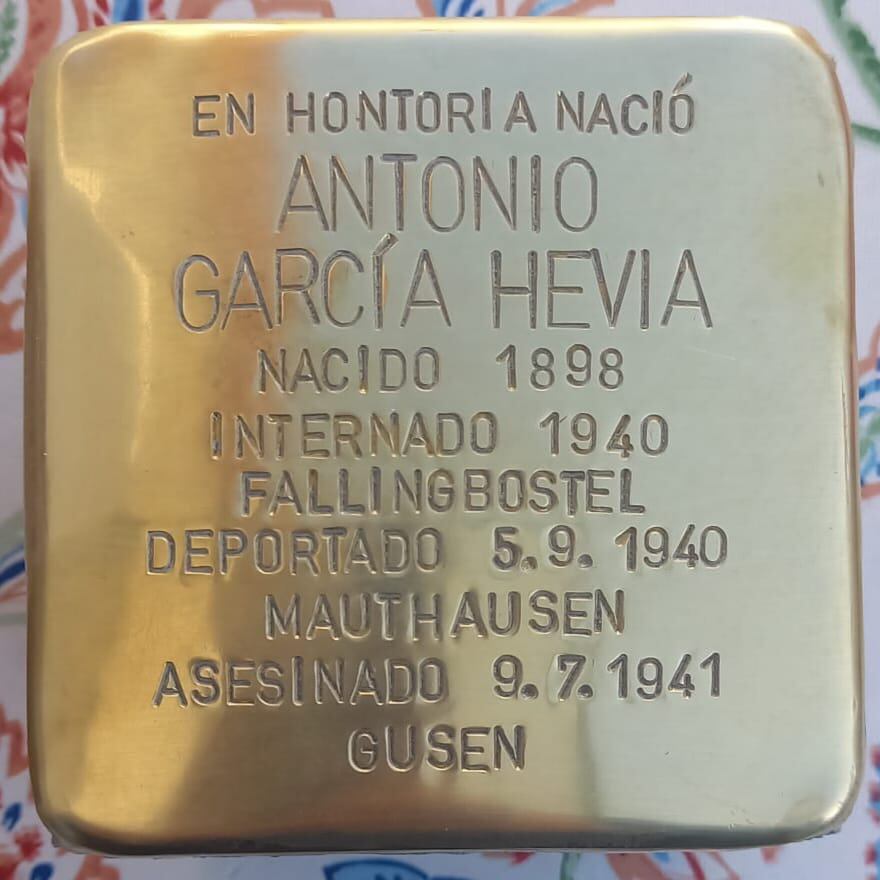 EN HONTORIA NACIÓ
ANTONIO
GARCÍA HEVIA
NACIDO 1898
INTERNADO 1940
FALLINGBOSTEL
DEPORTADO 5.9. 1940
MAUTHAUSEN
ASESINADO 9.7.1941
GUSEN